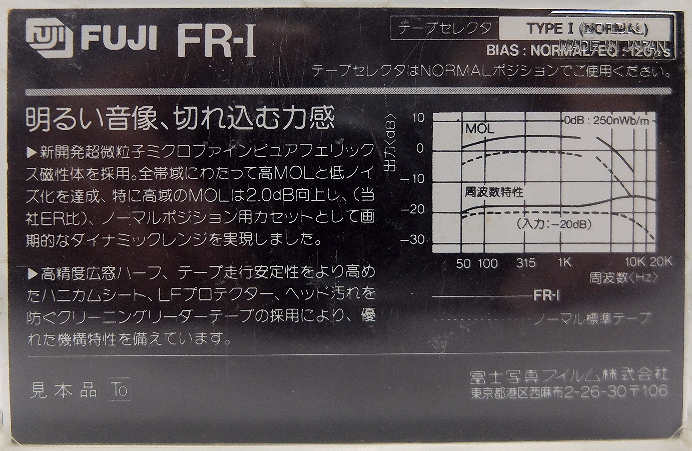 FUJI FR-I
テープセレクタ TYPE I (NORMAL)
MADE IN JAPAN
BIAS: NORMAL/EQ: 120μs
テープセレクタはNORMALポジションでご使用ください。
明るい音像、切れ込む力感
▶新開発超微粒子ミクロファインピュアフェリック
ス磁性体を採用。全帯域にわたって高MOLと低ノイ
ズ化を達成、特に高域のMOLは2.0dB向上し、(当
社ER比)、ノーマルポジション用カセットとして画
期的なダイナミックレンジを実現しました。
▶高精度広窓ハーフ、テープ走行安定性をより高め
たハニカムシート、LFプロテクター、ヘッド汚れを
防ぐクリーニングリーダーテープの採用により、優
れた機構特性を備えています。
見本品 To
出力〈dB〉
10
0
-10
-20
-30
MOL
0dB: 250nWb/m
周波数特性
(入力:-20dB)
50 100 315 1K 10K 20K
周波数〈Hz〉
FR-I
ノーマル標準テープ
富士写真フイルム株式会社
東京都港区西麻布2-26-30〒106